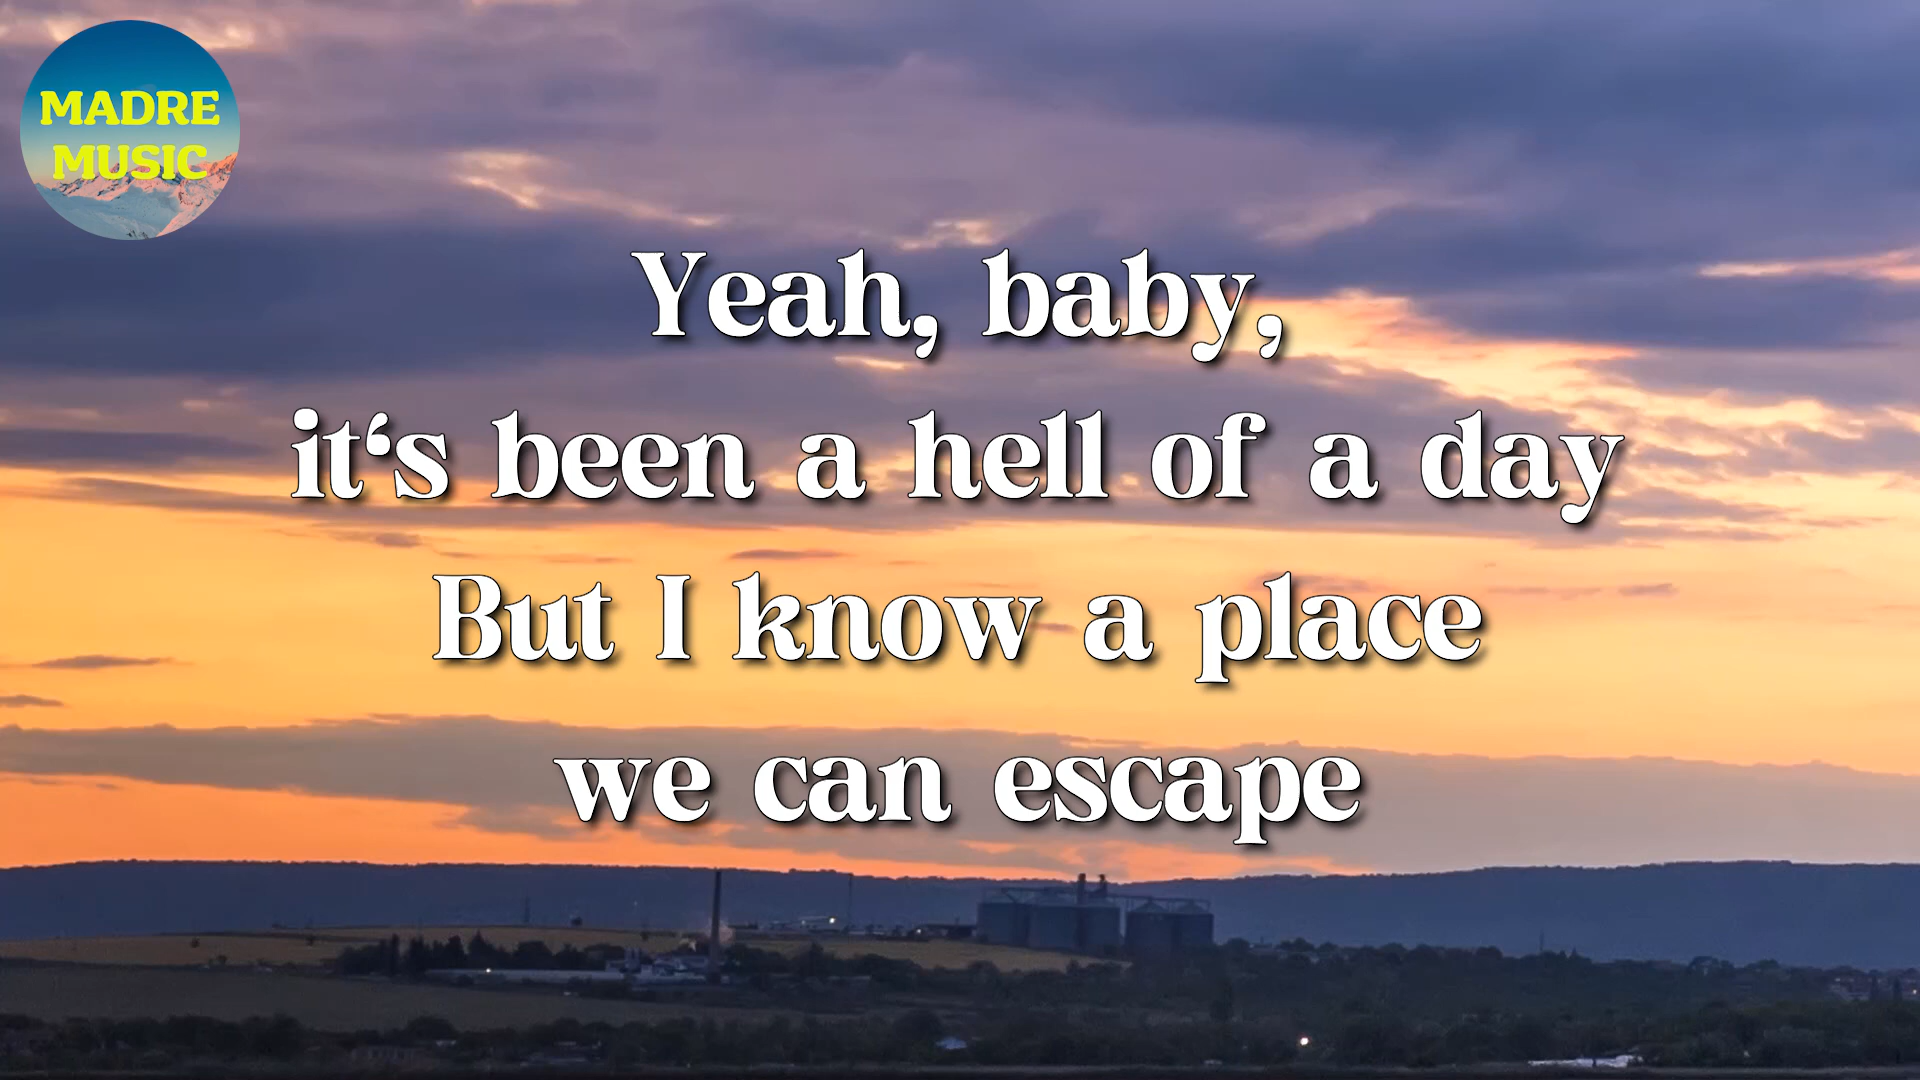 MADRE
MUSIC
Yeah, baby,
it‘s been a hell of a day
But I know a place
we can escape